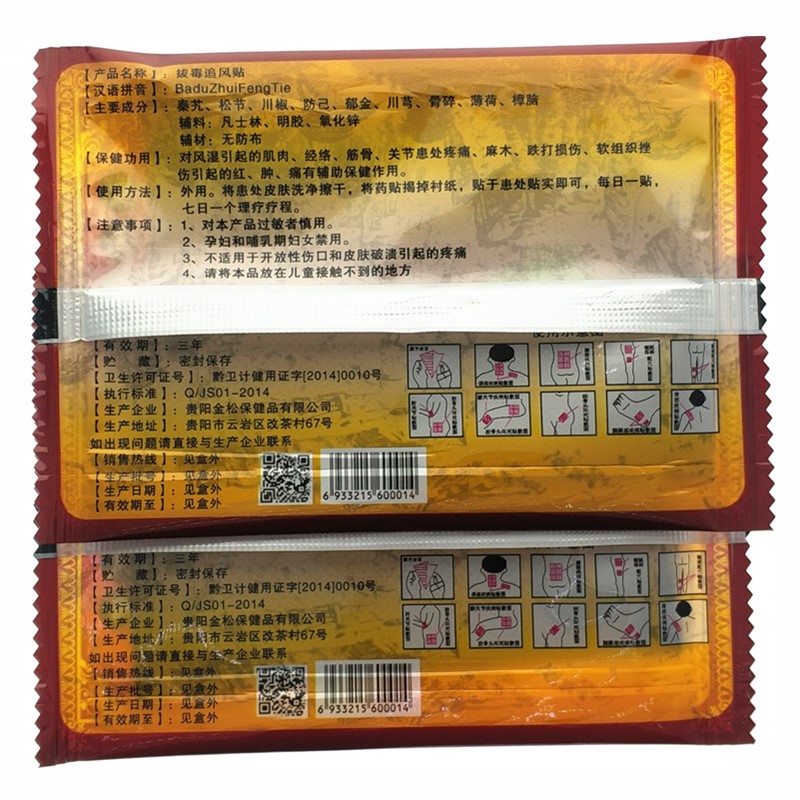 【产品名称】：拔毒追风贴
【汉语拼音】：BaduZhuiFengTie
【主要成分】：秦艽、松节、川椒、防己、郁金、川芎、骨碎、薄荷、樟脑
辅料：凡士林、明胶、氧化锌
辅材：无防布
【保健功用】：对风湿引起的肌肉、经络、筋骨、关节患处疼痛、麻木、跌打损伤、软组织挫
伤引起的红、肿、痛有辅助保健作用。
【使用方法】：外用。将患处皮肤洗净擦干，将药贴揭掉衬纸，贴于患处贴实即可，每日一贴，
七日一个理疗疗程。
【注意事项】：1、对本产品过敏者慎用。
2、孕妇和哺乳期妇女禁用。
3、不适用于开放性伤口和皮肤破溃引起的疼痛
4、请将本品放在儿童接触不到的地方
【有效期】：三年
【贮 藏】：密封保存
【卫生许可证号】：黔卫计健用证字[2014]0010号
【执行标准】：Q/JS01-2014
【生产企业】：贵阳金松保健品有限公司
【生产地址】：贵阳市云岩区改茶村67号
如出现问题请直接与生产企业联系
【销售热线】：见盒外
【生产批号】：见盒外
【生产日期】：见盒外
【有效期至】：见盒外
6 933215 600014
【有效期】：三年
【贮 藏】：密封保存
【卫生许可证号】：黔卫计健用证字[2014]0010号
【执行标准】：Q/JS01-2014
【生产企业】：贵阳金松保健品有限公司
【生产地址】：贵阳市云岩区改茶村67号
如出现问题请直接与生产企业联系
【销售热线】：见盒外
【生产批号】：见盒外
【生产日期】：见盒外
【有效期至】：见盒外
6 933215 600014